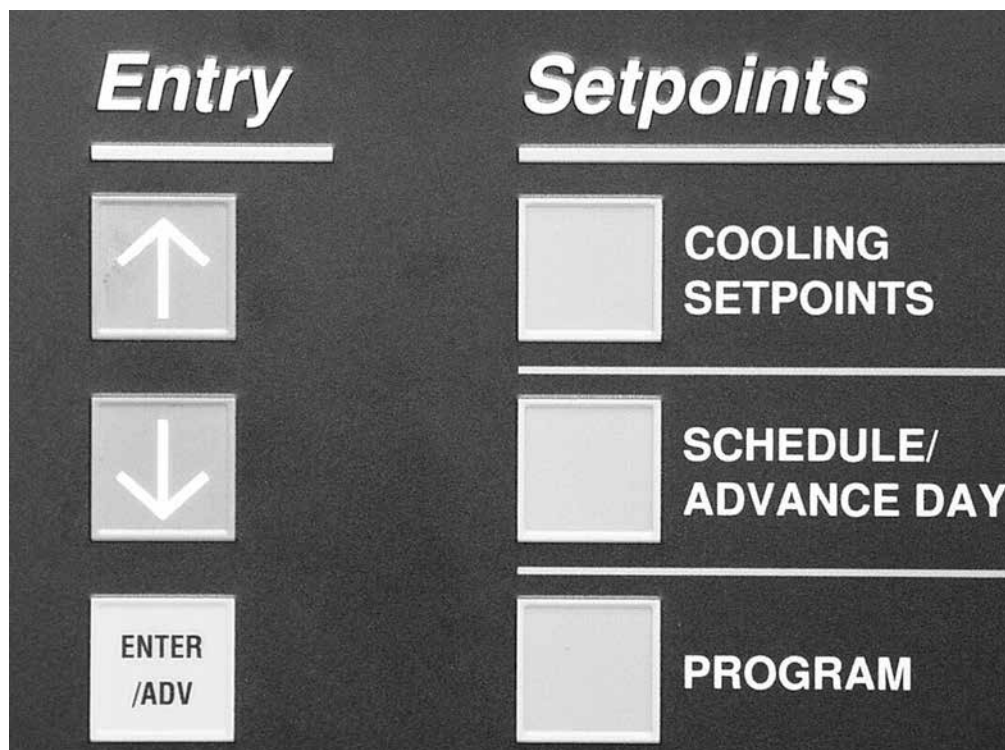 Entry
Setpoints
COOLING
SETPOINTS
SCHEDULE/
ADVANCE DAY
ENTER
/ADV
PROGRAM